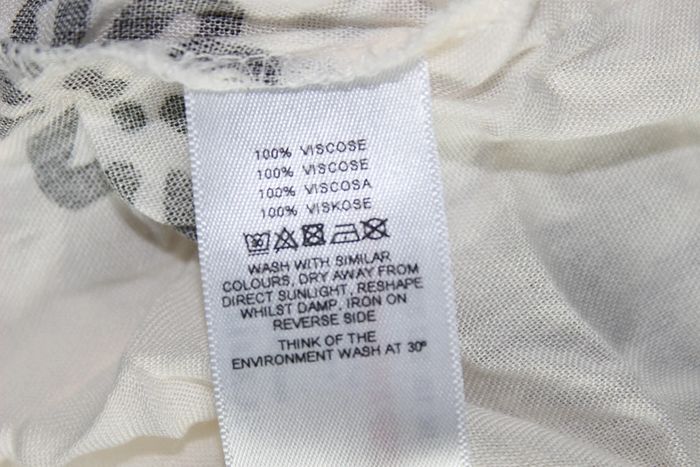 100% VISCOSE
100% VISCOSE
100% VISCOSA
100% VISKOSE
30
WASH WITH SIMILAR
COLOURS, DRY AWAY FROM
DIRECT SUNLIGHT, RESHAPE
WHILST DAMP, IRON ON
REVERSE SIDE
THINK OF THE
ENVIRONMENT WASH AT 30°